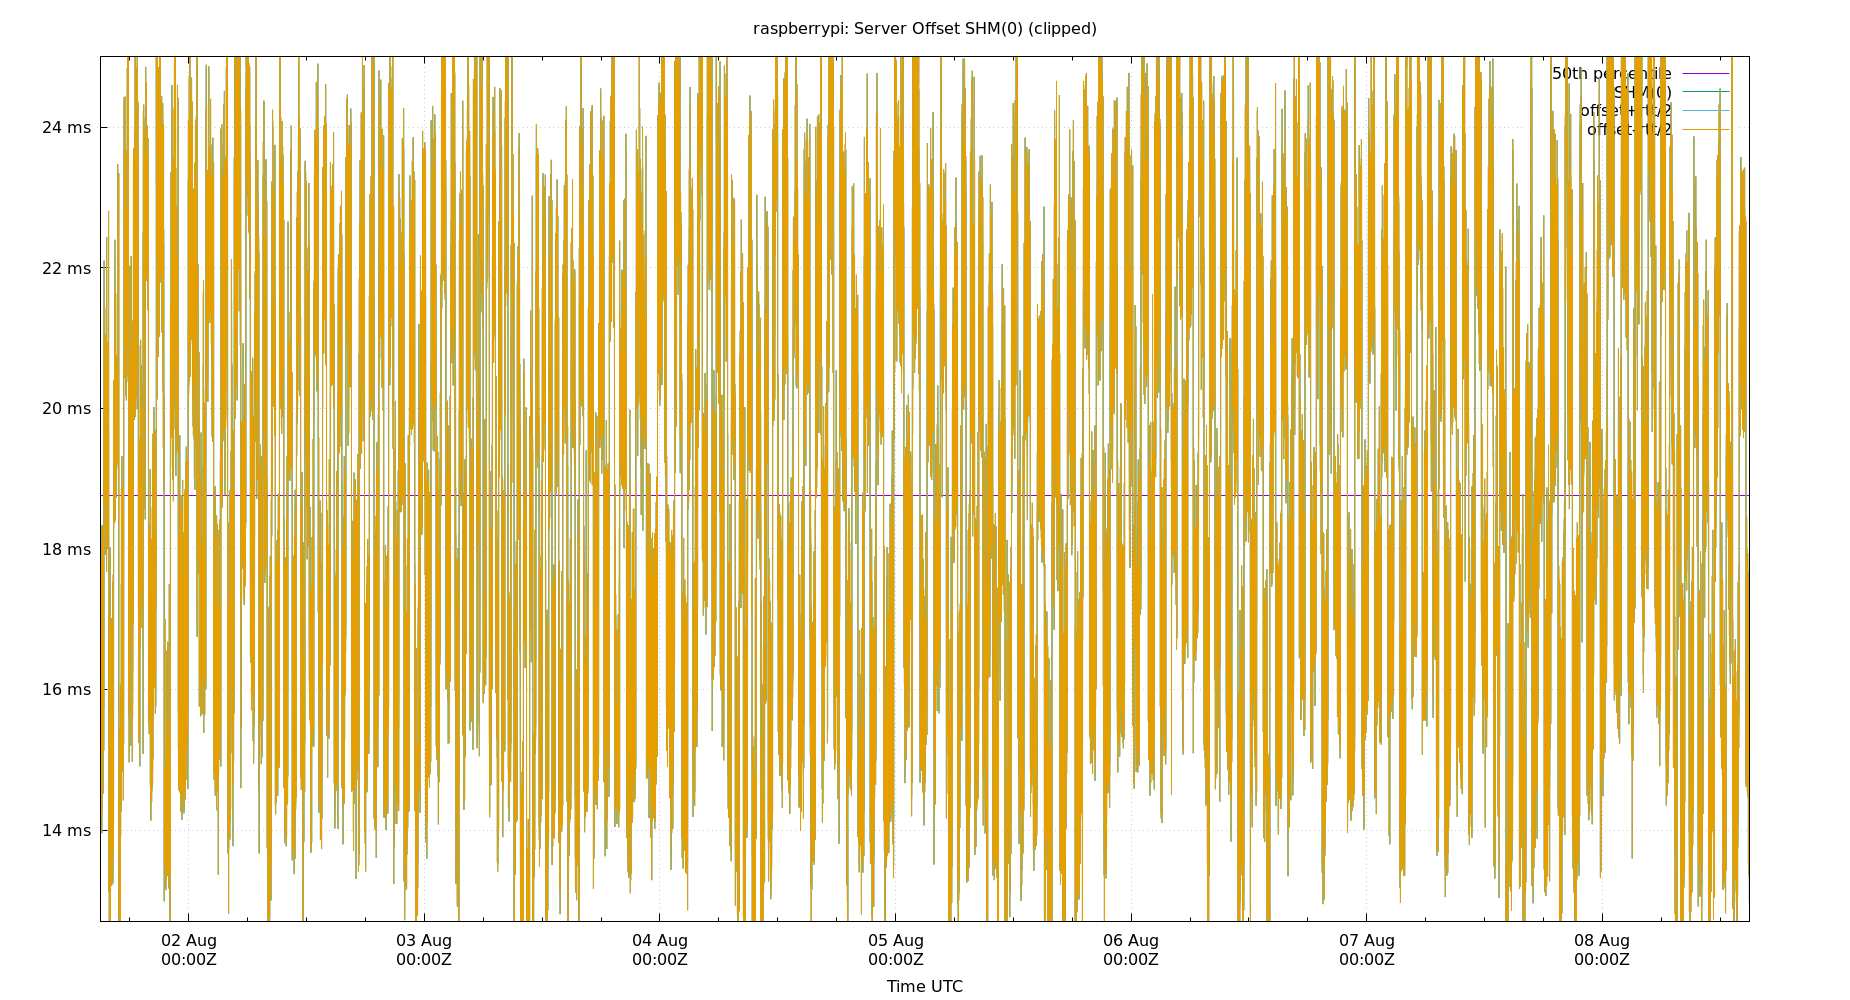 raspberrypi: Server Offset SHM(0) (clipped)
50th percentile
SHM(0)
offset+rtt/2
offset-rtt/2
24 ms
22 ms
20 ms
18 ms
16 ms
14 ms
02 Aug 03 Aug 04 Aug 05 Aug 06 Aug 07 Aug 08 Aug
00:00Z 00:00Z 00:00Z 00:00Z 00:00Z 00:00Z 00:00Z
Time UTC